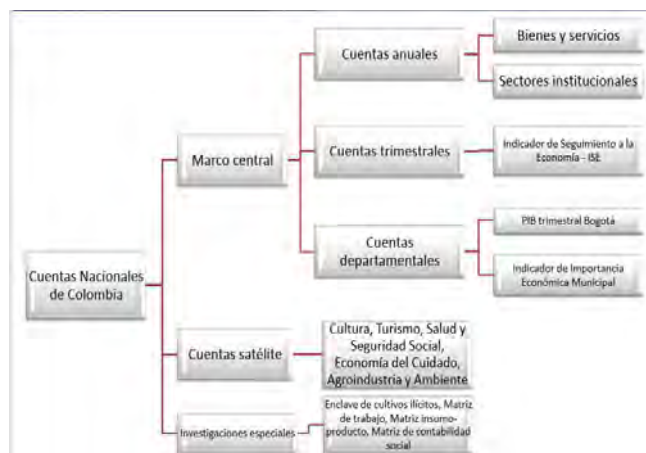 Cuentas Nacionales
de Colombia
Marco central
Cuentas anuales
Bienes y servicios
Sectores institucionales
Cuentas trimestrales
Indicador de Seguimiento a la
Economía - ISE
Cuentas
departamentales
PIB trimestral Bogotá
Indicador de Importancia
Económica Municipal
Cuentas satélite
Cultura, Turismo, Salud y
Seguridad Social,
Economía del Cuidado,
Agroindustria y Ambiente
Investigaciones especiales
Enclave de cultivos ilícitos, Matriz
de trabajo, Matriz insumo-
producto, Matriz de contabilidad
social